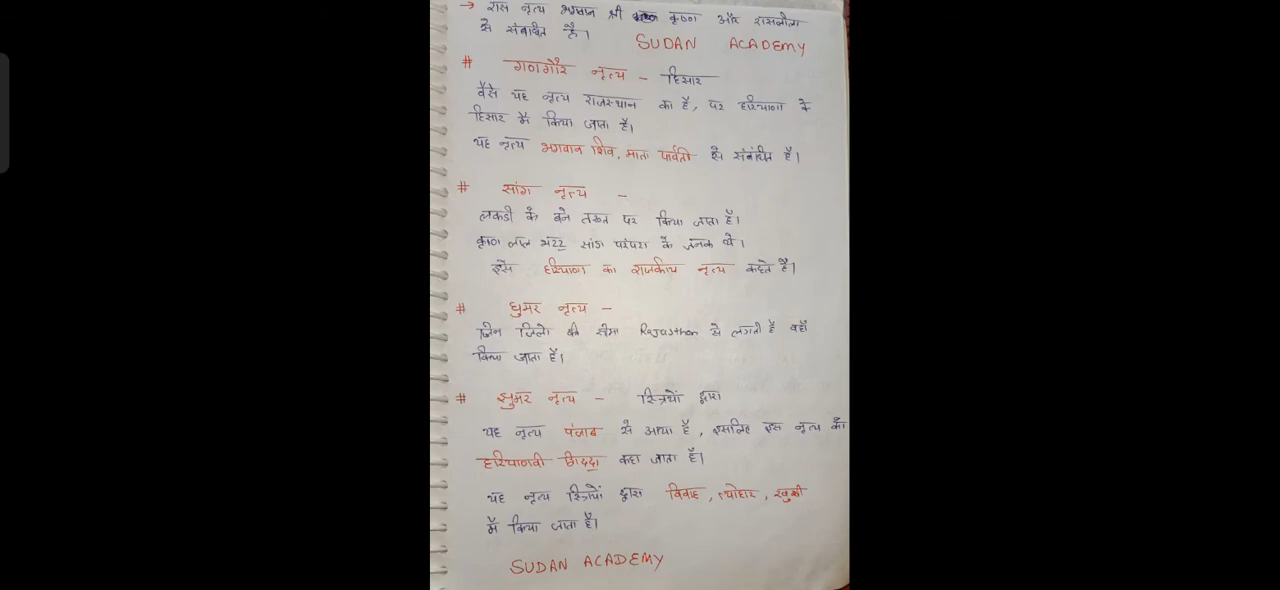 → रास नृत्य भगवान श्री कृष्ण और रासलीला
से संबंधित है।
SUDAN ACADEMY
# गणगौर नृत्य - हिसार
वैसे यह नृत्य राजस्थान का है, पर हरियाणा के
हिसार में किया जाता है।
यह नृत्य भगवान शिव, माता पार्वती से संबंधित है।
# सांग नृत्य -
लकडी के बने तख्त पर किया जाता है।
कृष्ण लाल भटट सांग परंपरा के जनक थे।
इसे हरियाणा का राजकीय नृत्य कहते है।
# घुमर नृत्य -
जिन जिलो की सीमा Rajasthan से लगती है वहाँ
किया जाता है।
# झुमर नृत्य - स्त्रियों द्वारा
यह नृत्य पंजाब से आया है, इसलिए इस नृत्य को
हरियाणवी गिददा कहा जाता है।
यह नृत्य स्त्रियों द्वारा विवाह, त्योहार, खुशी
में किया जाता है।
SUDAN ACADEMY